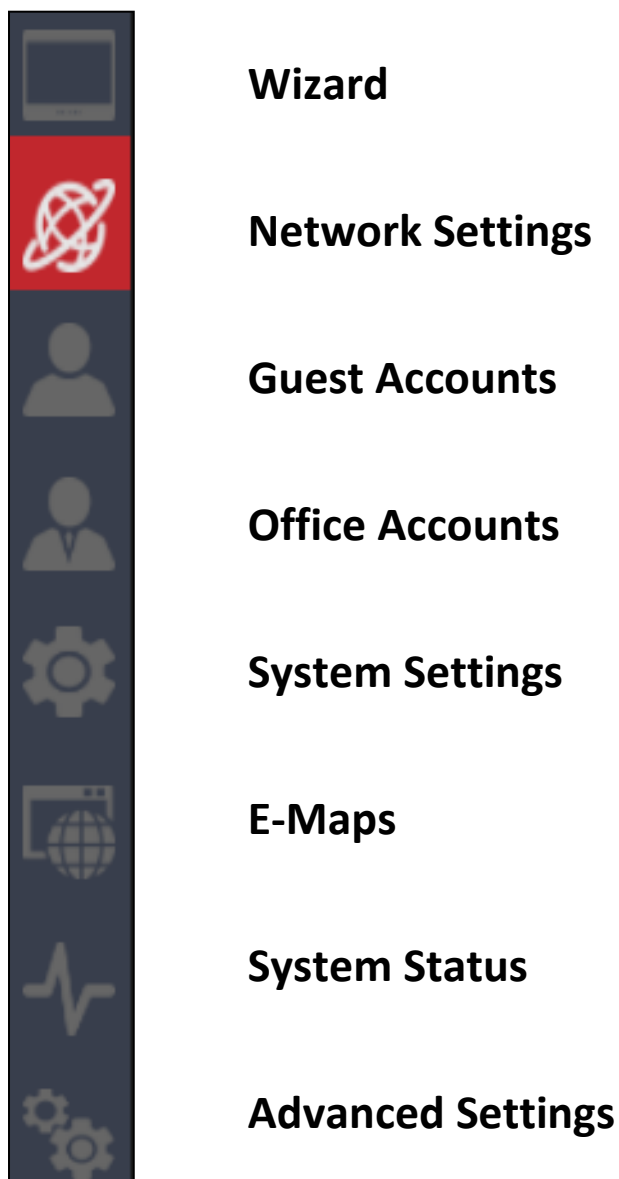 Wizard
Network Settings
Guest Accounts
Office Accounts
System Settings
E-Maps
System Status
Advanced Settings